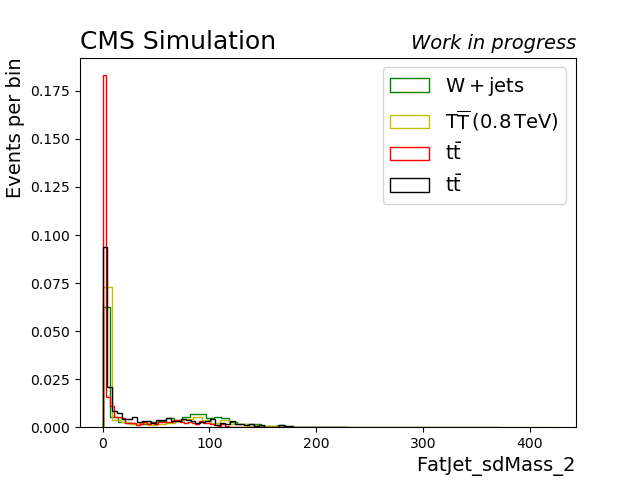 CMS Simulation
Work in progress
Events per bin
0.175
0.150
0.125
0.100
0.075
0.050
0.025
0.000
W + jets
TT̅ (0.8 TeV)
tt̄
tt̄
0
100
200
300
400
FatJet_sdMass_2